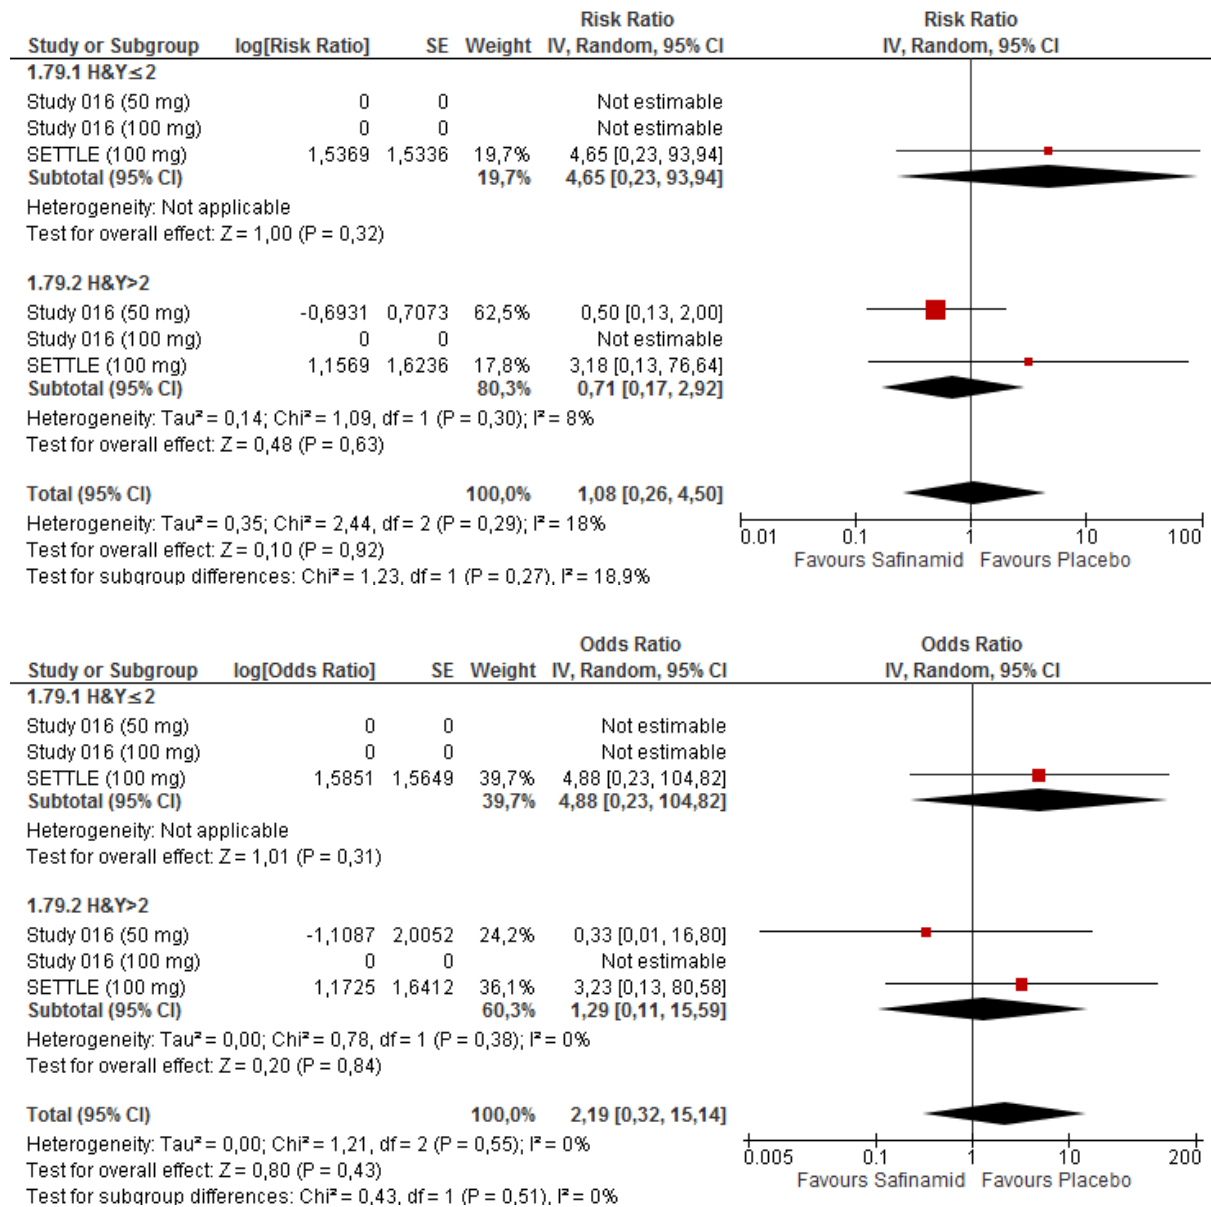 Risk Ratio Risk Ratio
Study or Subgroup log[Risk Ratio] SE Weight IV, Random, 95% CI IV, Random, 95% CI
1.79.1 H&Y≤2
Study 016 (50 mg) 0 0 Not estimable
Study 016 (100 mg) 0 0 Not estimable
SETTLE (100 mg) 1,5369 1,5336 19,7% 4,65 [0,23, 93,94]
Subtotal (95% CI) 19,7% 4,65 [0,23, 93,94]
Heterogeneity: Not applicable
Test for overall effect: Z = 1,00 (P = 0,32)
1.79.2 H&Y>2
Study 016 (50 mg) -0,6931 0,7073 62,5% 0,50 [0,13, 2,00]
Study 016 (100 mg) 0 0 Not estimable
SETTLE (100 mg) 1,1569 1,6236 17,8% 3,18 [0,13, 76,64]
Subtotal (95% CI) 80,3% 0,71 [0,17, 2,92]
Heterogeneity: Tau² = 0,14; Chi² = 1,09, df = 1 (P = 0,30); I² = 8%
Test for overall effect: Z = 0,48 (P = 0,63)
Total (95% CI) 100,0% 1,08 [0,26, 4,50]
Heterogeneity: Tau² = 0,35; Chi² = 2,44, df = 2 (P = 0,29); I² = 18%
Test for overall effect: Z = 0,10 (P = 0,92)
Test for subgroup differences: Chi² = 1,23, df = 1 (P = 0,27), I² = 18,9%
0.01 0.1 1 10 100
Favours Safinamid Favours Placebo
Odds Ratio Odds Ratio
Study or Subgroup log[Odds Ratio] SE Weight IV, Random, 95% CI IV, Random, 95% CI
1.79.1 H&Y≤2
Study 016 (50 mg) 0 0 Not estimable
Study 016 (100 mg) 0 0 Not estimable
SETTLE (100 mg) 1,5851 1,5649 39,7% 4,88 [0,23, 104,82]
Subtotal (95% CI) 39,7% 4,88 [0,23, 104,82]
Heterogeneity: Not applicable
Test for overall effect: Z = 1,01 (P = 0,31)
1.79.2 H&Y>2
Study 016 (50 mg) -1,1087 2,0052 24,2% 0,33 [0,01, 16,80]
Study 016 (100 mg) 0 0 Not estimable
SETTLE (100 mg) 1,1725 1,6412 36,1% 3,23 [0,13, 80,58]
Subtotal (95% CI) 60,3% 1,29 [0,11, 15,59]
Heterogeneity: Tau² = 0,00; Chi² = 0,78, df = 1 (P = 0,38); I² = 0%
Test for overall effect: Z = 0,20 (P = 0,84)
Total (95% CI) 100,0% 2,19 [0,32, 15,14]
Heterogeneity: Tau² = 0,00; Chi² = 1,21, df = 2 (P = 0,55); I² = 0%
Test for overall effect: Z = 0,80 (P = 0,43)
Test for subgroup differences: Chi² = 0,43, df = 1 (P = 0,51), I² = 0%
0.005 0.1 1 10 200
Favours Safinamid Favours Placebo